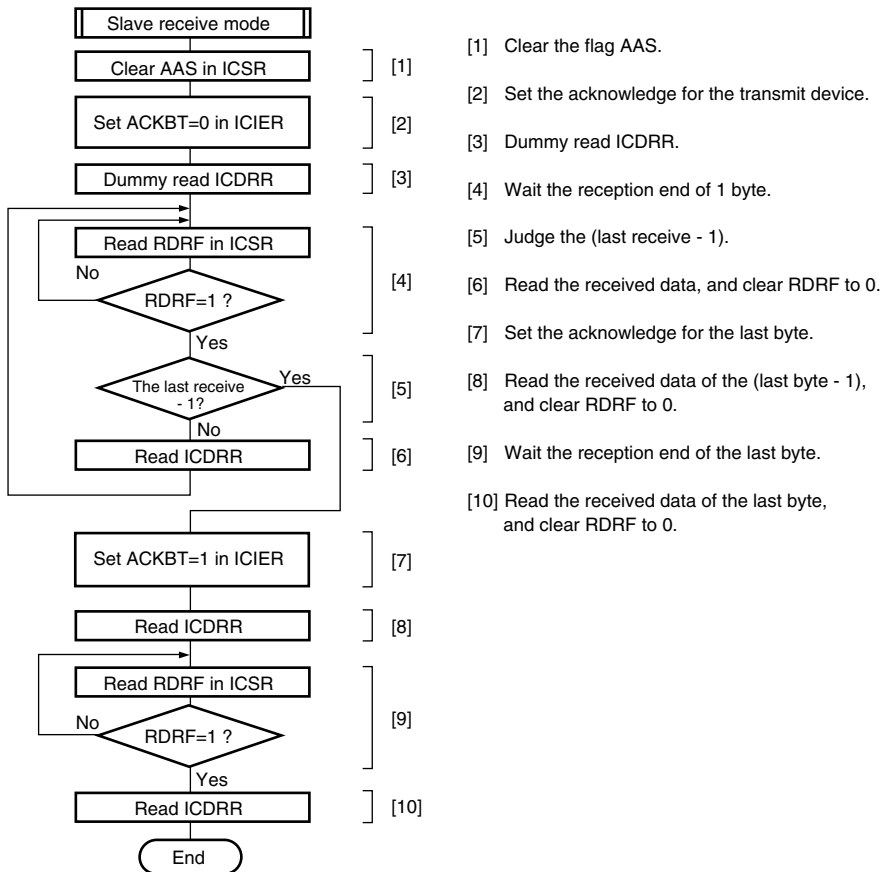 Slave receive mode
Clear AAS in ICSR
[1]
Set ACKBT=0 in ICIER
[2]
Dummy read ICDRR
[3]
Read RDRF in ICSR
No
RDRF=1 ?
[4]
Yes
The last receive
- 1?
Yes
[5]
No
Read ICDRR
[6]
Set ACKBT=1 in ICIER
[7]
Read ICDRR
[8]
Read RDRF in ICSR
No
RDRF=1 ?
[9]
Yes
Read ICDRR
[10]
End
[1] Clear the flag AAS.
[2] Set the acknowledge for the transmit device.
[3] Dummy read ICDRR.
[4] Wait the reception end of 1 byte.
[5] Judge the (last receive - 1).
[6] Read the received data, and clear RDRF to 0.
[7] Set the acknowledge for the last byte.
[8] Read the received data of the (last byte - 1),
and clear RDRF to 0.
[9] Wait the reception end of the last byte.
[10] Read the received data of the last byte,
and clear RDRF to 0.